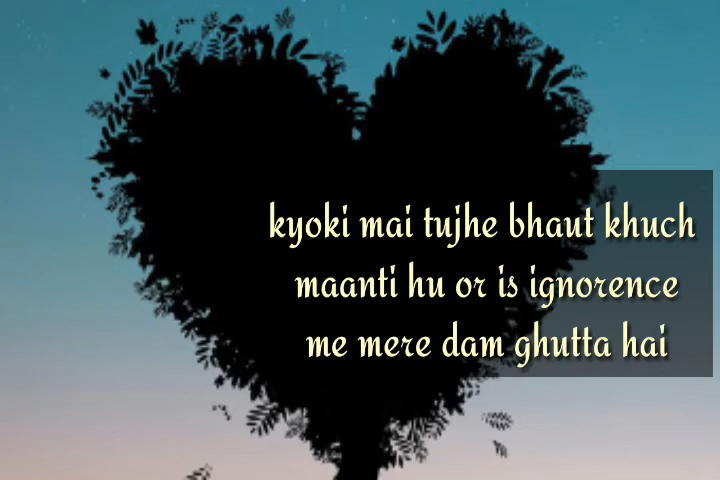 kyoki mai tujhe bhaut khuch
maanti hu or is ignorence
me mere dam ghutta hai